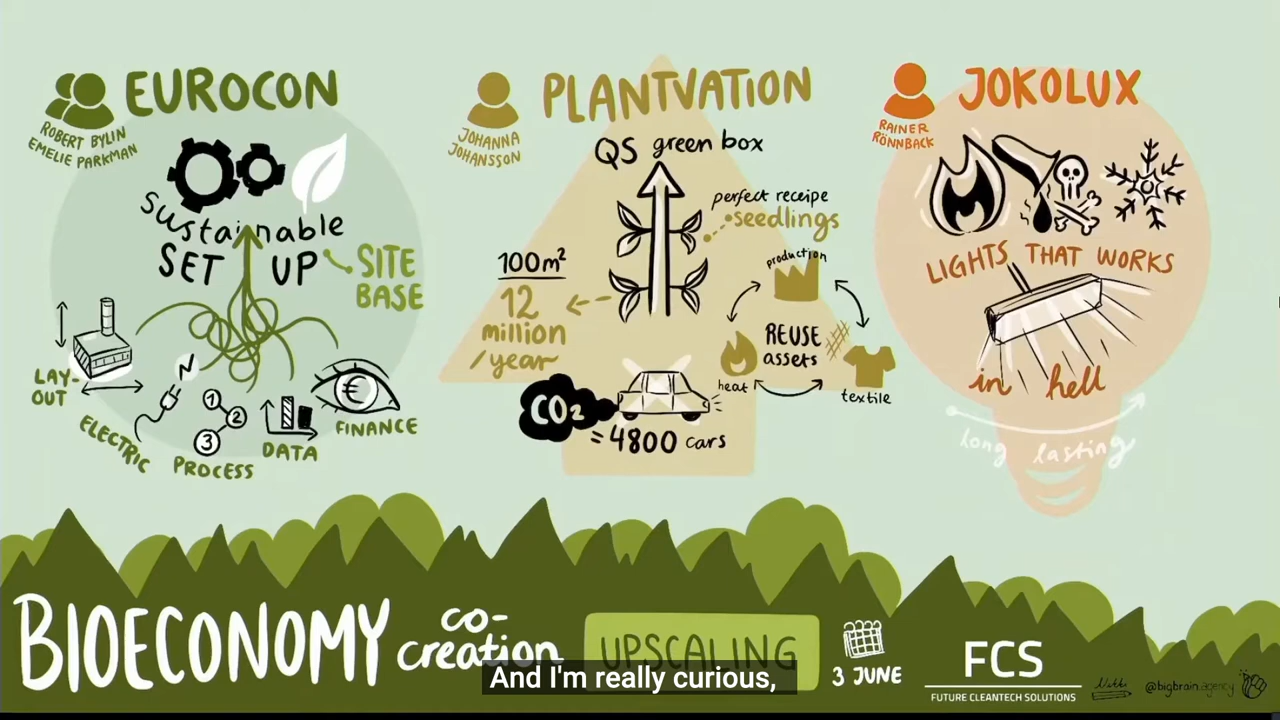 EUROCON
ROBERT BYLIN
EMELIE PARKMAN
sustainable
SET UP
SITE
BASE
LAY-
OUT
ELECTRIC
1
2
3
PROCESS
DATA
€
FINANCE
PLANTVATION
JOHANNA
JOHANSSON
QS green box
perfect receipe
seedlings
100m²
12
million
/year
production
REUSE
assets
heat
textile
CO₂
= 4800 cars
JOKOLUX
RAINER
RÖNNBACK
LIGHTS THAT WORKS
in hell
long lasting
BIOECONOMY
co-
creation
UPSCALING
3 JUNE
FCS
FUTURE CLEANTECH SOLUTIONS
@bigbrain.agency
And I'm really curious,